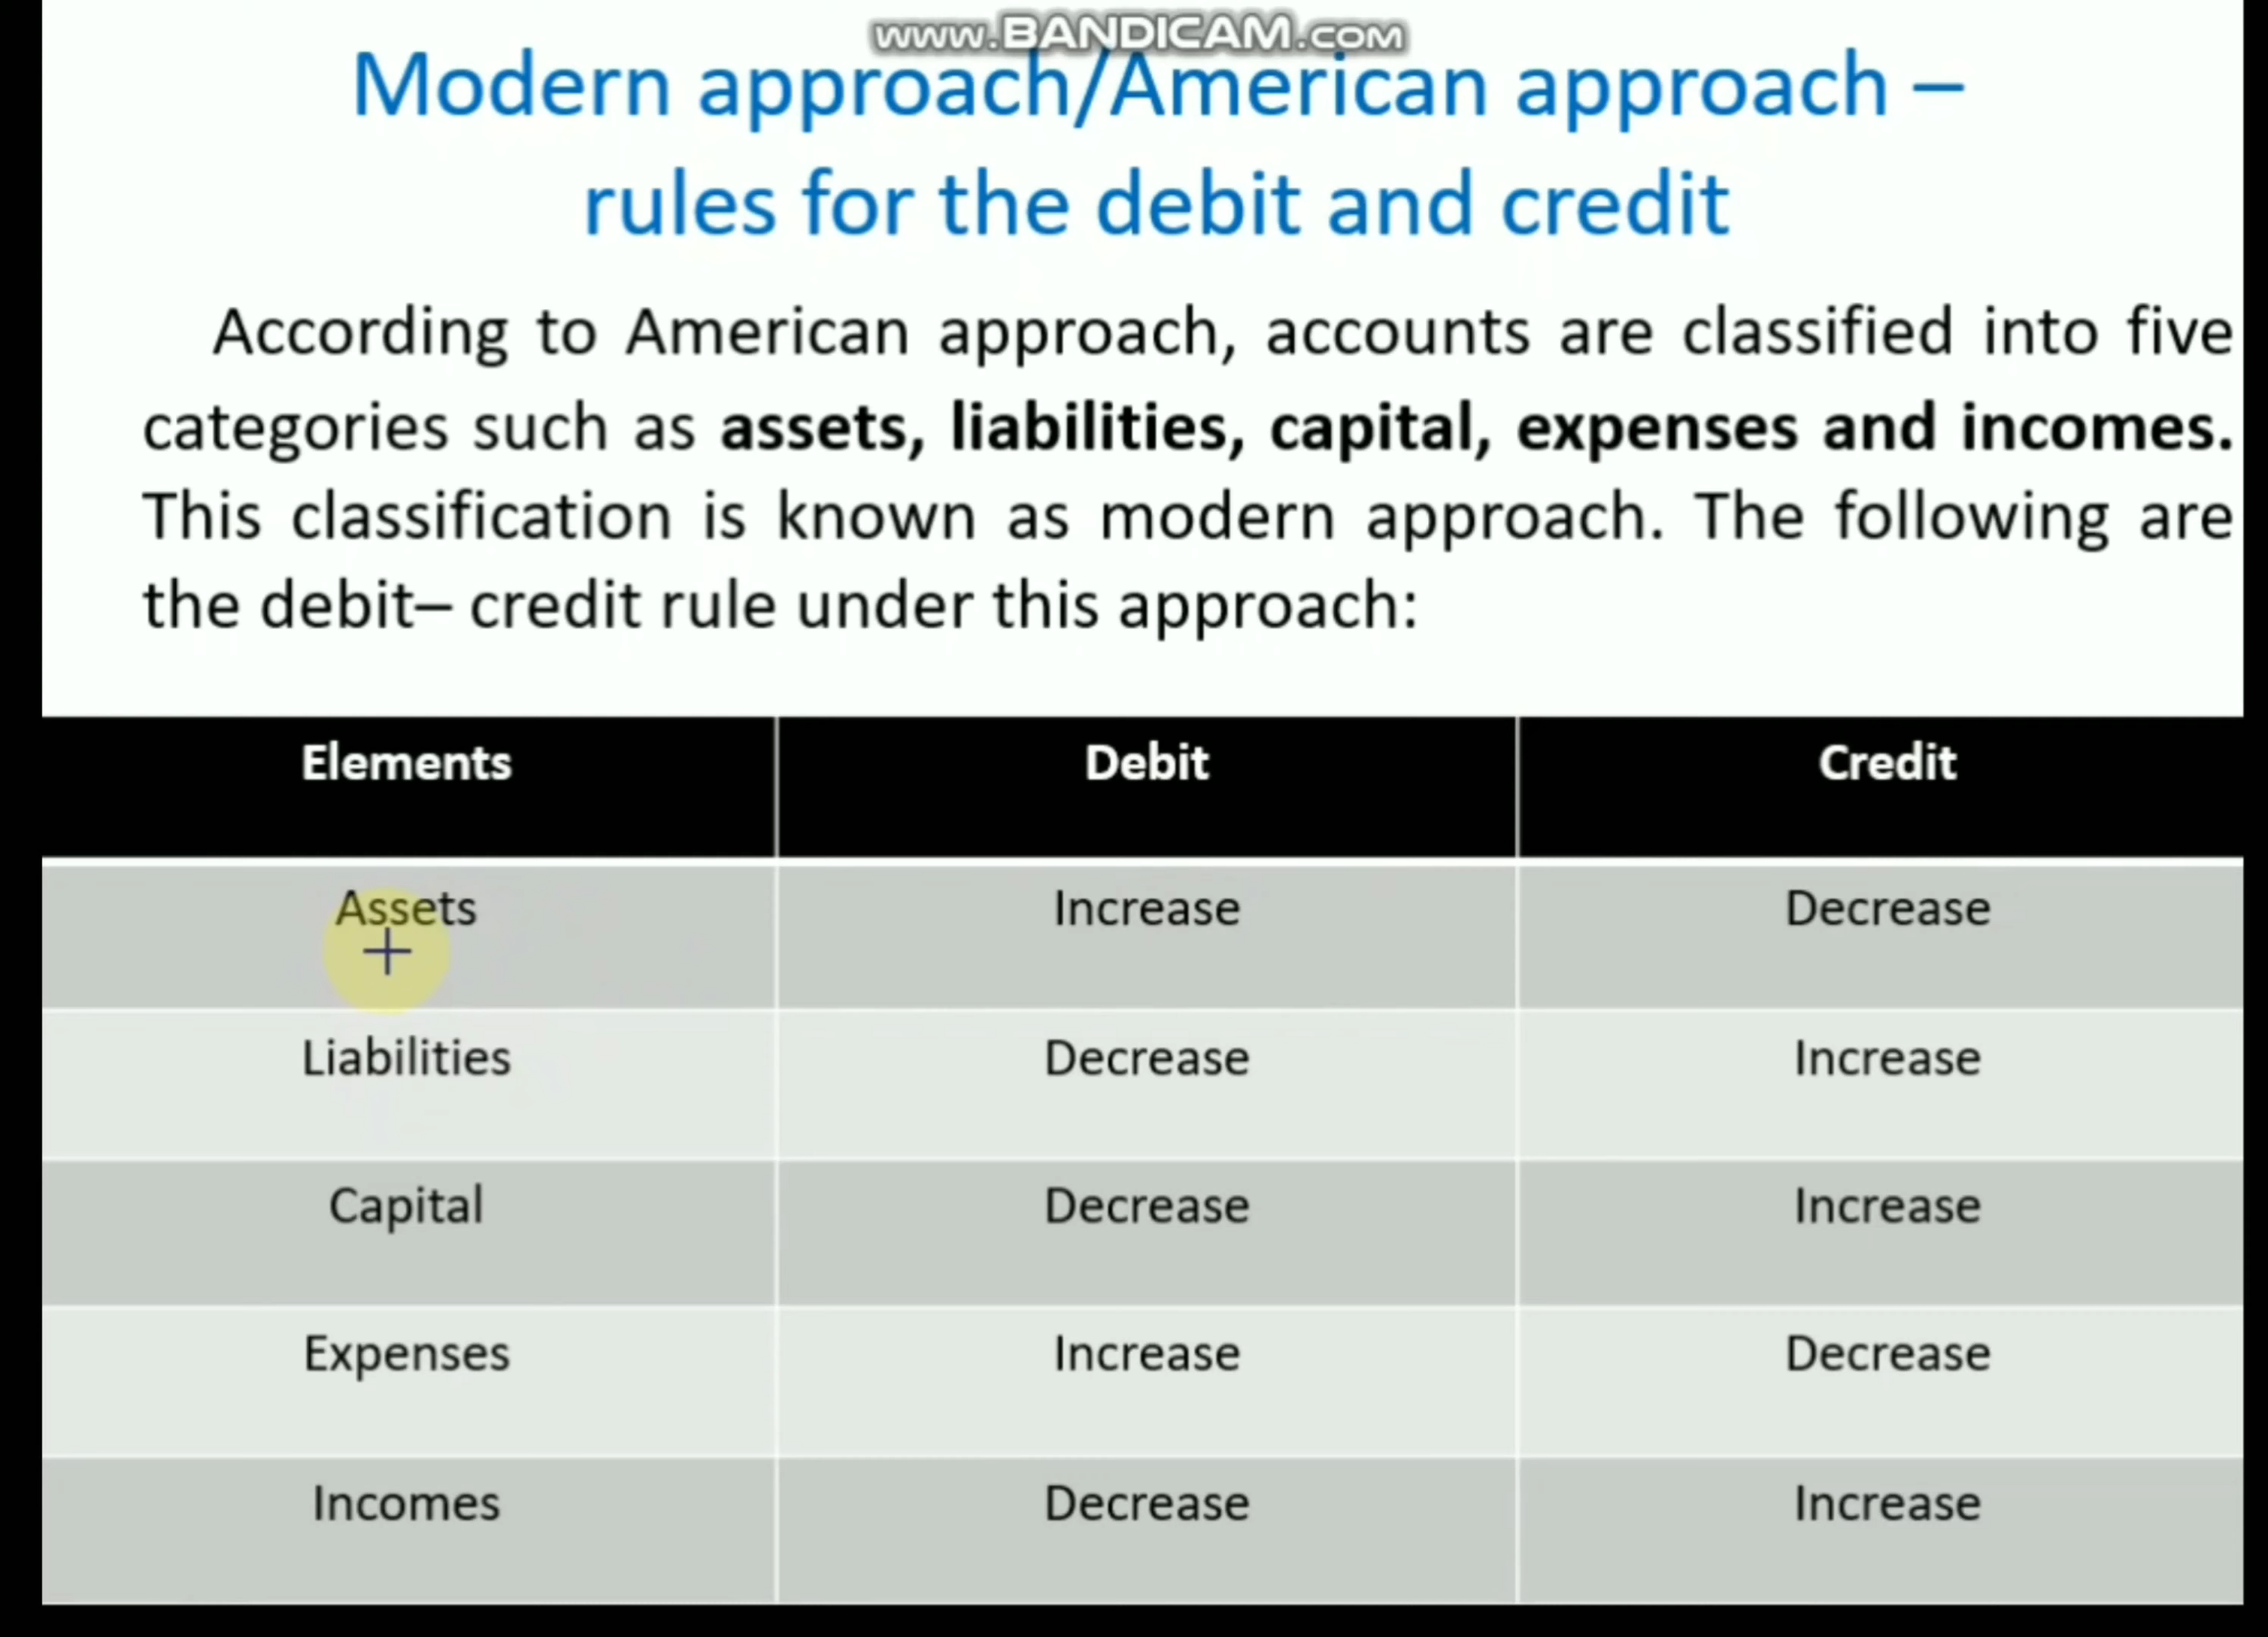 www.BANDICAM.com
Modern approach/American approach –
rules for the debit and credit
According to American approach, accounts are classified into five
categories such as assets, liabilities, capital, expenses and incomes.
This classification is known as modern approach. The following are
the debit– credit rule under this approach:
Elements Debit Credit
Assets Increase Decrease
Liabilities Decrease Increase
Capital Decrease Increase
Expenses Increase Decrease
Incomes Decrease Increase